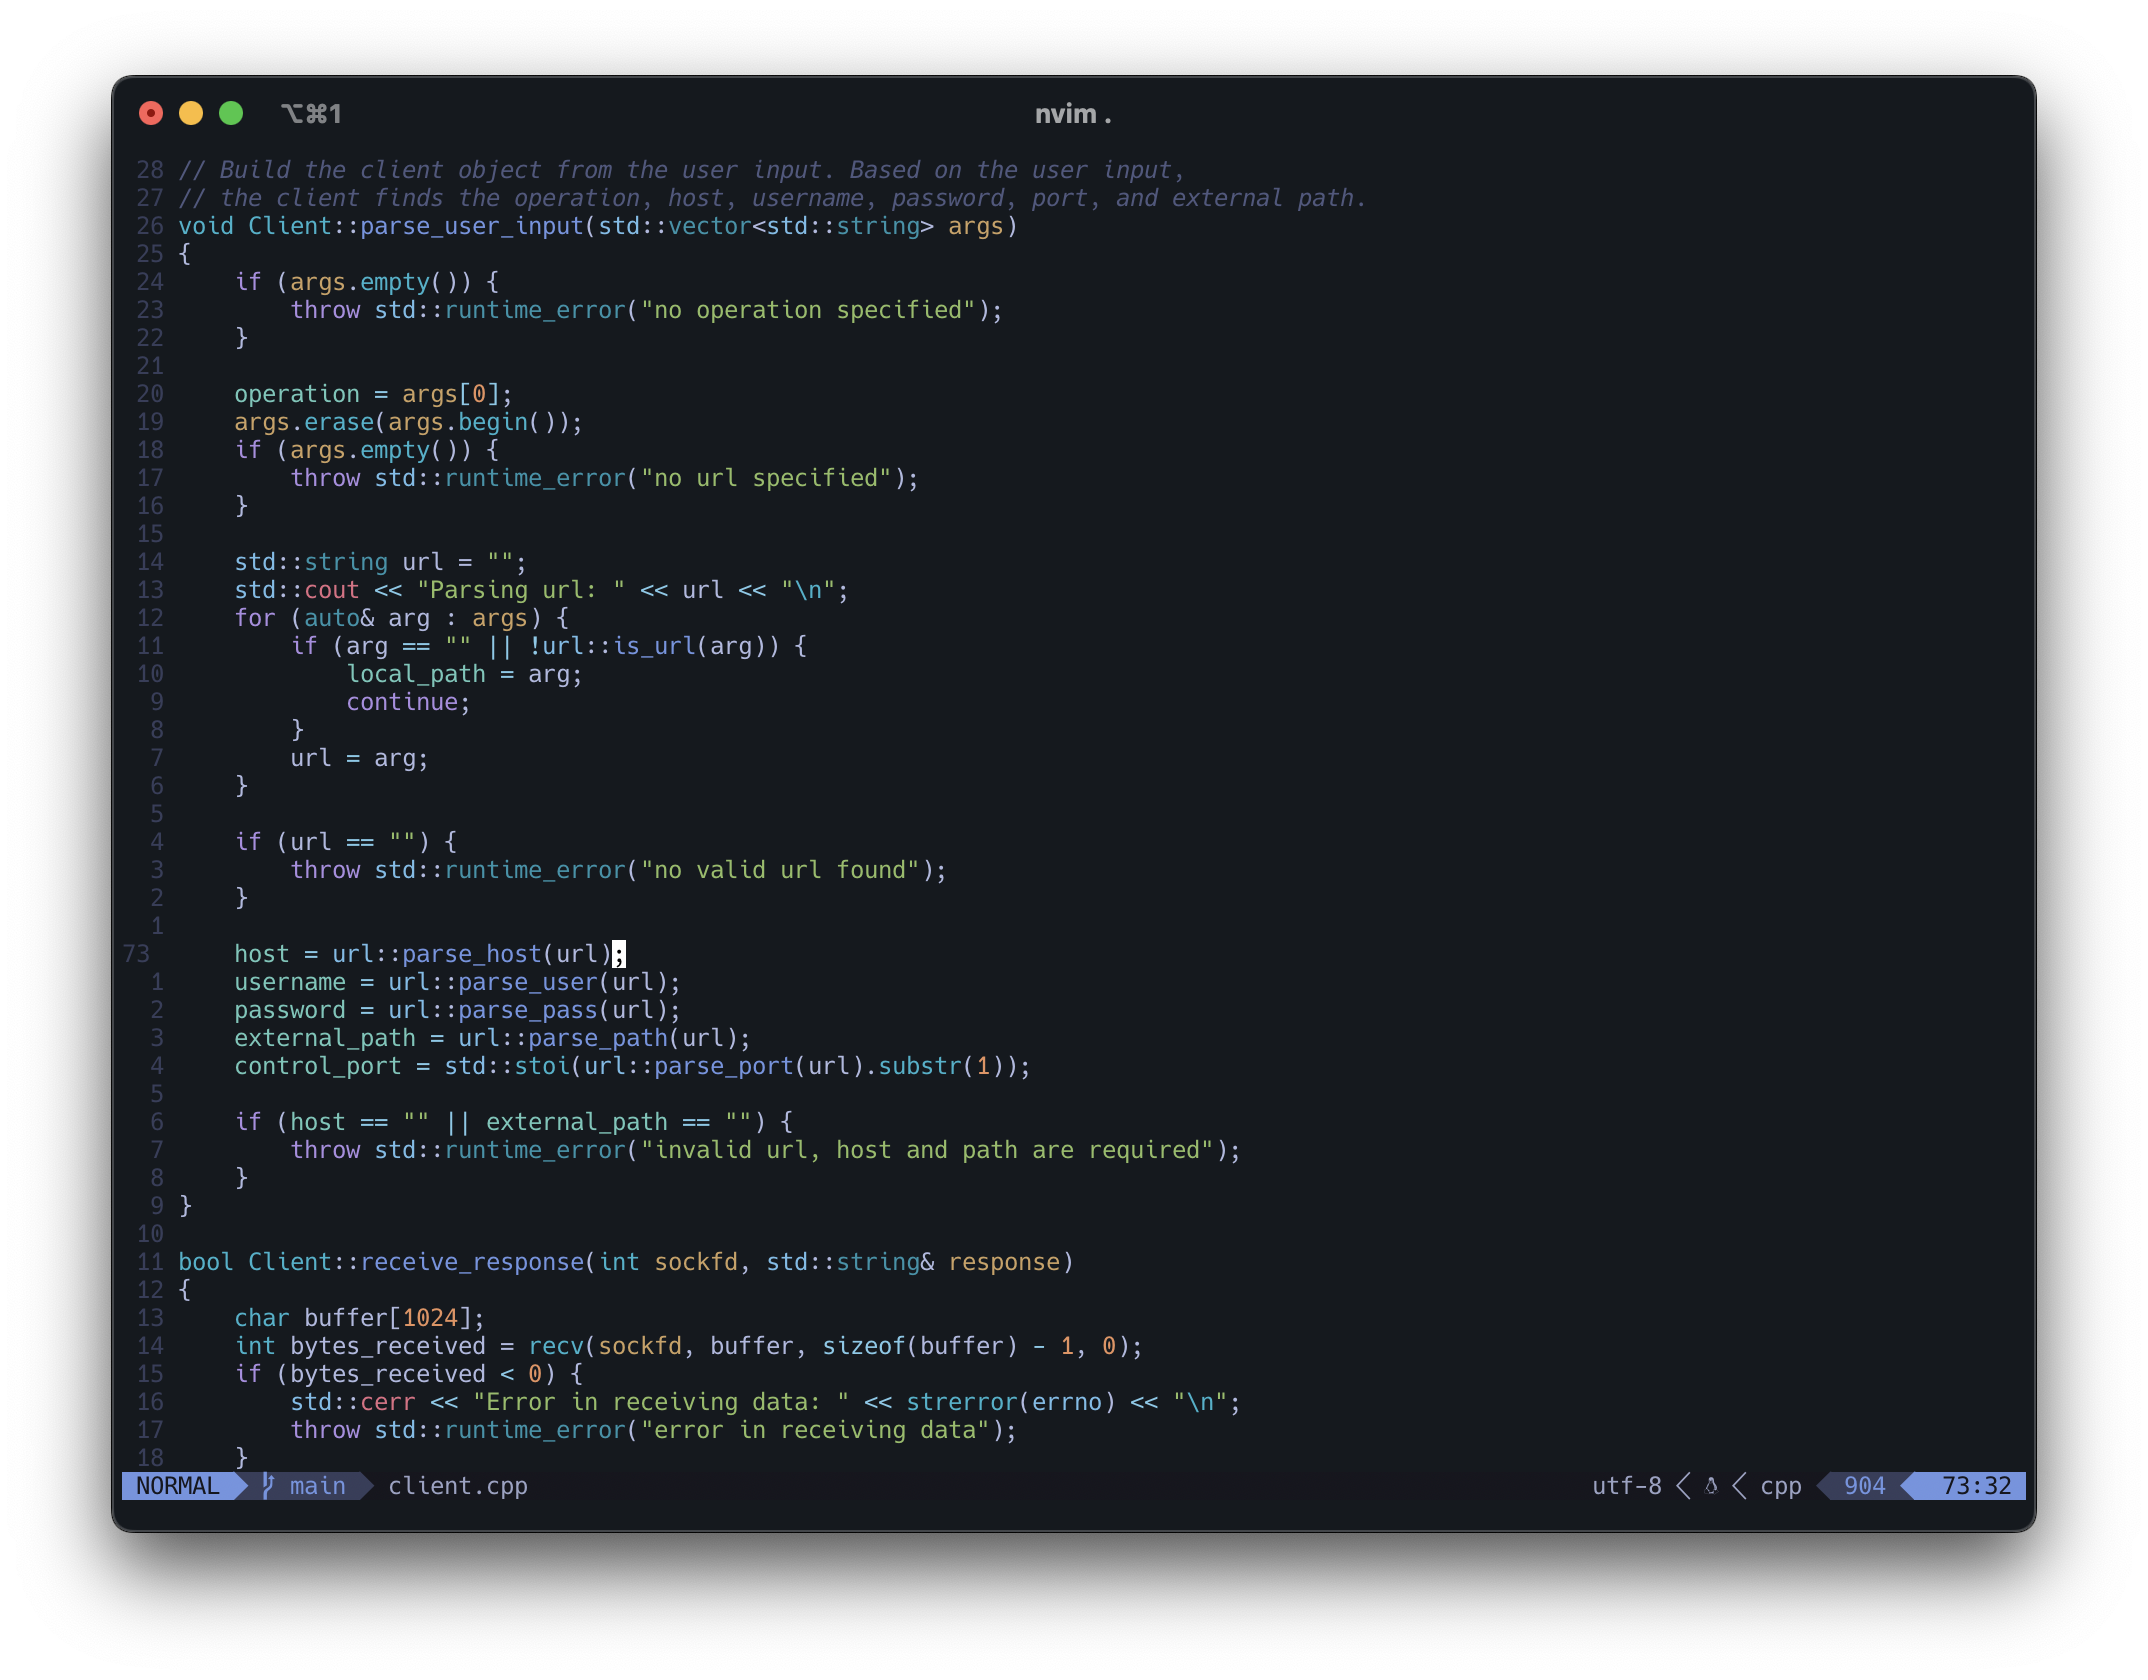 ⌥⌘1 nvim .
28 // Build the client object from the user input. Based on the user input,
27 // the client finds the operation, host, username, password, port, and external path.
26 void Client::parse_user_input(std::vector<std::string> args)
25 {
24     if (args.empty()) {
23         throw std::runtime_error("no operation specified");
22     }
21
20     operation = args[0];
19     args.erase(args.begin());
18     if (args.empty()) {
17         throw std::runtime_error("no url specified");
16     }
15
14     std::string url = "";
13     std::cout << "Parsing url: " << url << "\n";
12     for (auto& arg : args) {
11         if (arg == "" || !url::is_url(arg)) {
10             local_path = arg;
9             continue;
8         }
7         url = arg;
6     }
5
4     if (url == "") {
3         throw std::runtime_error("no valid url found");
2     }
1
73     host = url::parse_host(url);
1     username = url::parse_user(url);
2     password = url::parse_pass(url);
3     external_path = url::parse_path(url);
4     control_port = std::stoi(url::parse_port(url).substr(1));
5
6     if (host == "" || external_path == "") {
7         throw std::runtime_error("invalid url, host and path are required");
8     }
9 }
10
11 bool Client::receive_response(int sockfd, std::string& response)
12 {
13     char buffer[1024];
14     int bytes_received = recv(sockfd, buffer, sizeof(buffer) - 1, 0);
15     if (bytes_received < 0) {
16         std::cerr << "Error in receiving data: " << strerror(errno) << "\n";
17         throw std::runtime_error("error in receiving data");
18     }
NORMAL main client.cpp utf-8 cpp 904 73:32